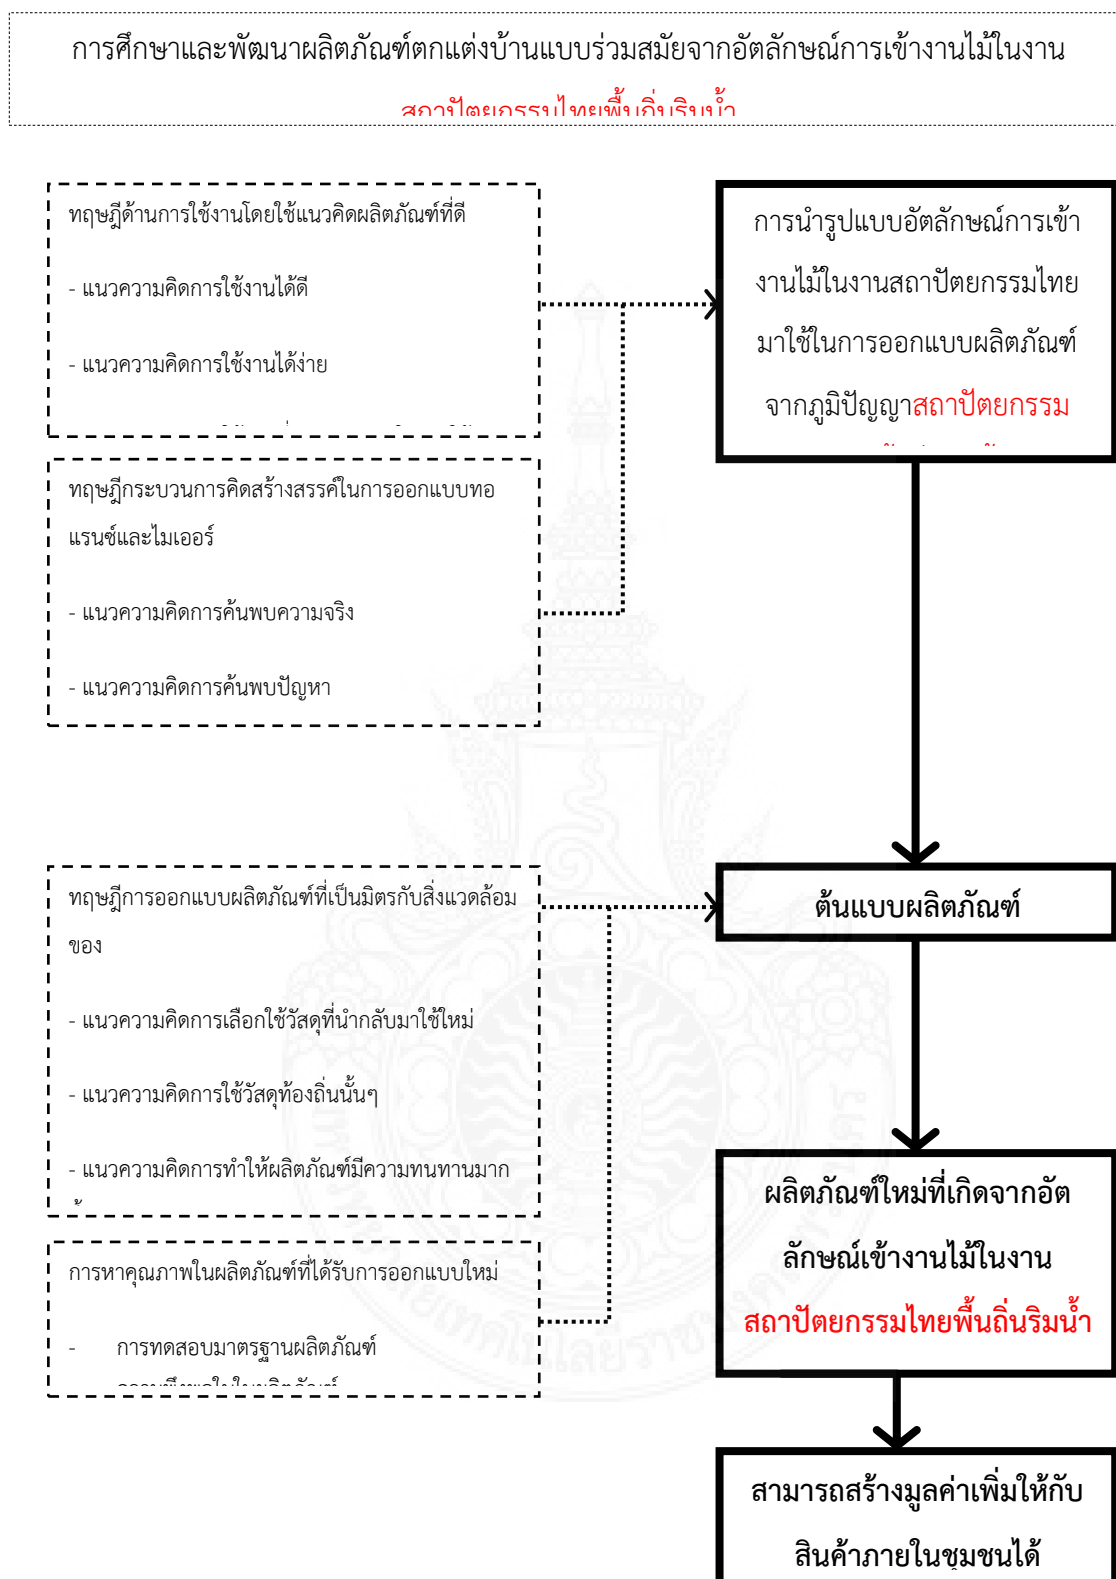 การศึกษาและพัฒนาผลิตภัณฑ์ตกแต่งบ้านแบบร่วมสมัยจากอัตลักษณ์การเข้างานไม้ในงาน
สถาปัตยกรรมไทยพื้นถิ่นริมน้ำ
ทฤษฎีด้านการใช้งานโดยใช้แนวคิดผลิตภัณฑ์ที่ดี
- แนวความคิดการใช้งานได้ดี
- แนวความคิดการใช้งานได้ง่าย
ทฤษฎีกระบวนการคิดสร้างสรรค์ในการออกแบบทอ
แรนซ์และไมเออร์
- แนวความคิดการค้นพบความจริง
- แนวความคิดการค้นพบปัญหา
การนำรูปแบบอัตลักษณ์การเข้า
งานไม้ในงานสถาปัตยกรรมไทย
มาใช้ในการออกแบบผลิตภัณฑ์
จากภูมิปัญญาสถาปัตยกรรม
ทฤษฎีการออกแบบผลิตภัณฑ์ที่เป็นมิตรกับสิ่งแวดล้อม
ของ
- แนวความคิดการเลือกใช้วัสดุที่นำกลับมาใช้ใหม่
- แนวความคิดการใช้วัสดุท้องถิ่นนั้นๆ
- แนวความคิดการทำให้ผลิตภัณฑ์มีความทนทานมาก
การหาคุณภาพในผลิตภัณฑ์ที่ได้รับการออกแบบใหม่
- การทดสอบมาตรฐานผลิตภัณฑ์
ต้นแบบผลิตภัณฑ์
ผลิตภัณฑ์ใหม่ที่เกิดจากอัต
ลักษณ์เข้างานไม้ในงาน
สถาปัตยกรรมไทยพื้นถิ่นริมน้ำ
สามารถสร้างมูลค่าเพิ่มให้กับ
สินค้าภายในชุมชนได้